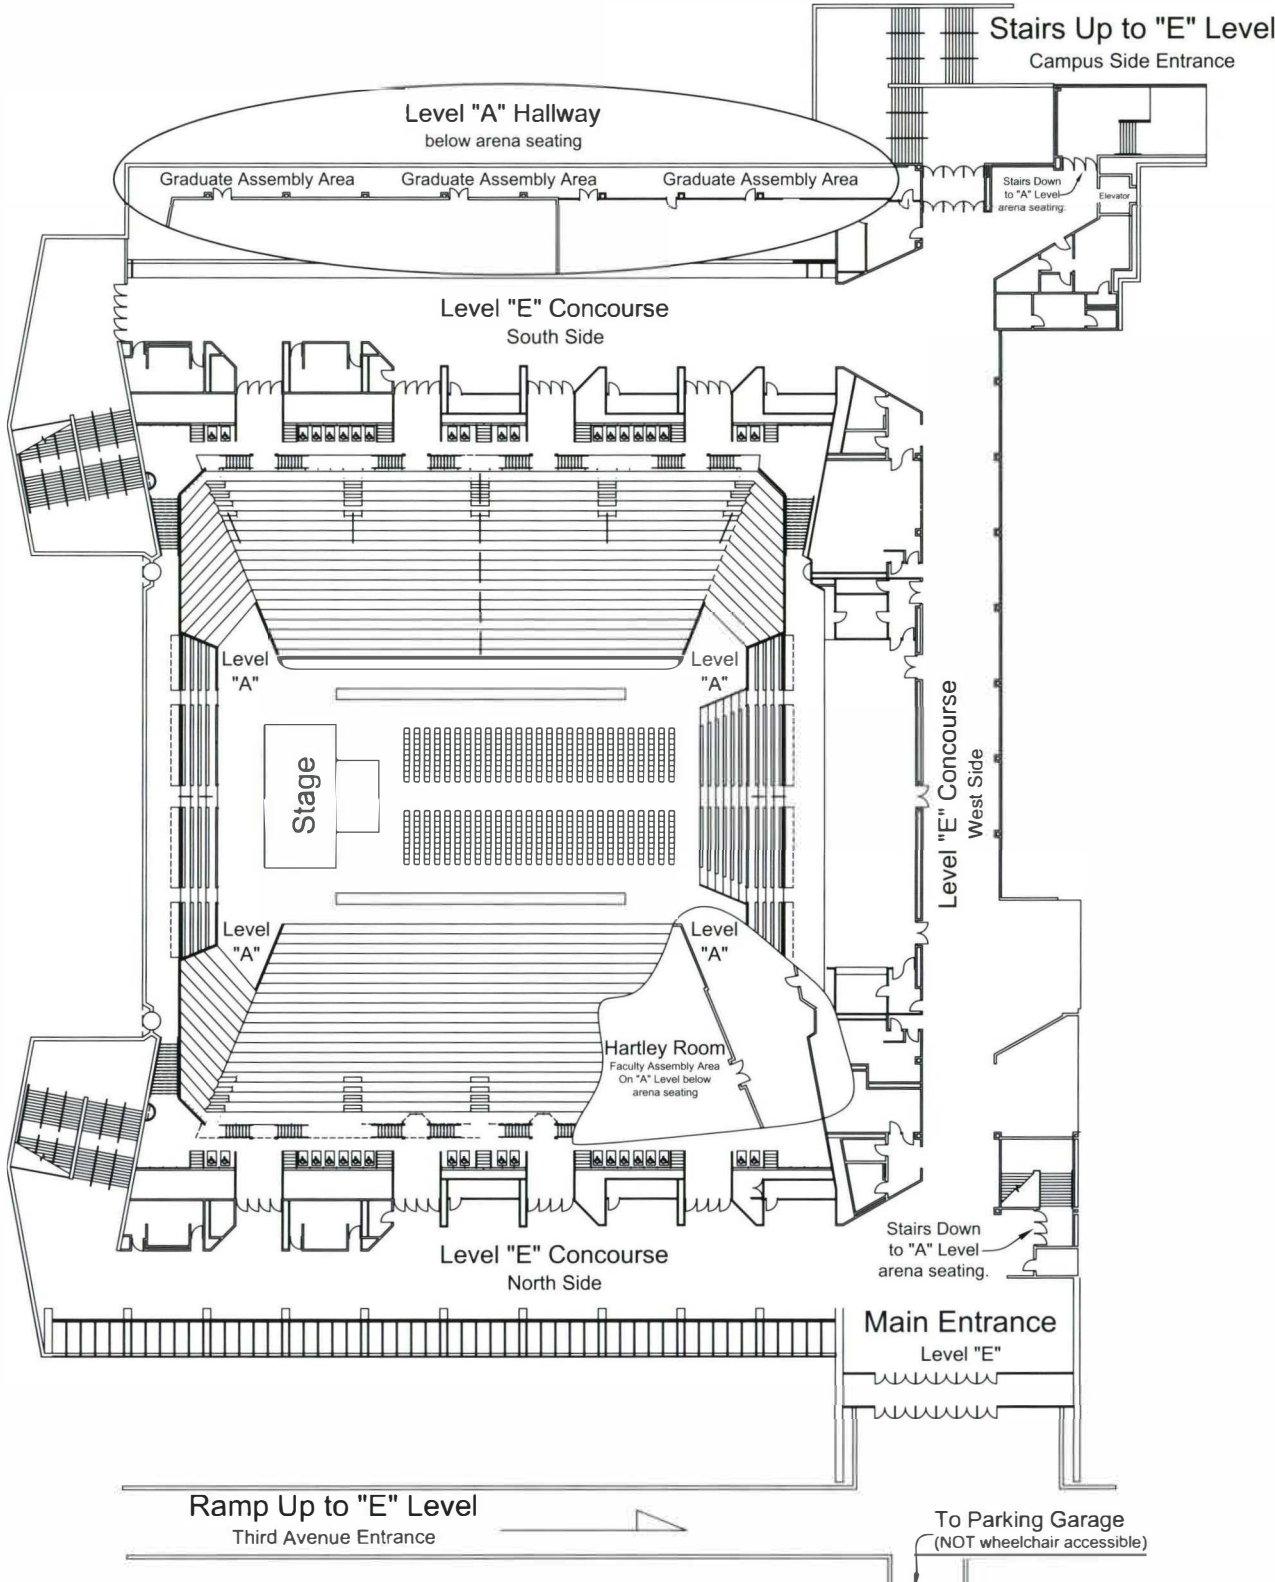 Stairs Up to "E" Level
Campus Side Entrance
Level "A" Hallway
below arena seating
Graduate Assembly Area
Graduate Assembly Area
Graduate Assembly Area
Stairs Down
to "A" Level
arena seating.
Elevator
Level "E" Concourse
South Side
Level
"A"
Level
"A"
Stage
Level "E" Concourse
West Side
Level
"A"
Level
"A"
Hartley Room
Faculty Assembly Area
On "A" Level below
arena seating
Stairs Down
to "A" Level
arena seating.
Level "E" Concourse
North Side
Main Entrance
Level "E"
Ramp Up to "E" Level
Third Avenue Entrance
To Parking Garage
(NOT wheelchair accessible)